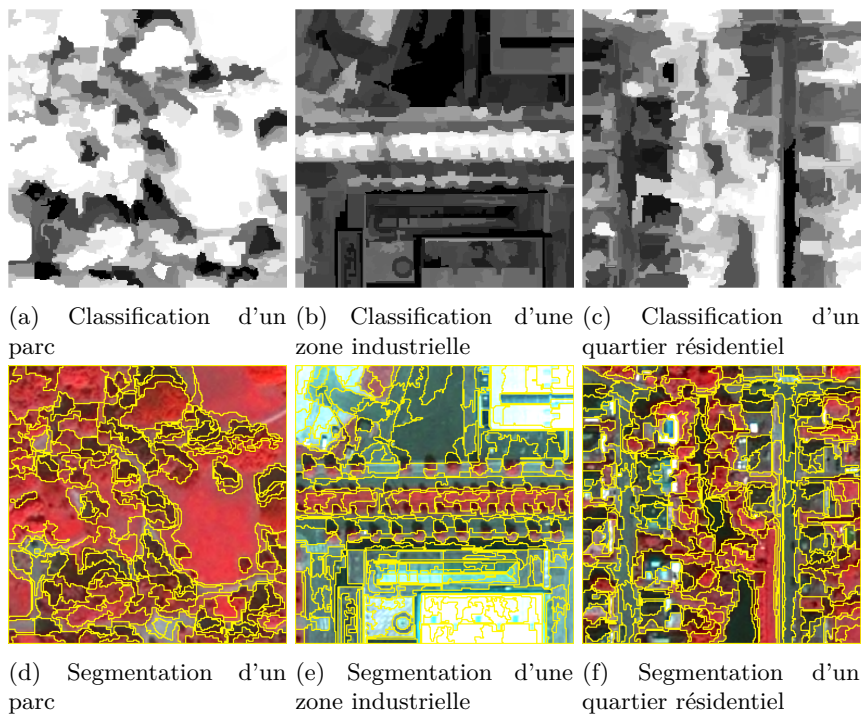 (a) Classification d'un
parc
(b) Classification d'une
zone industrielle
(c) Classification d'un
quartier résidentiel
(d) Segmentation d'un
parc
(e) Segmentation d'une
zone industrielle
(f) Segmentation d'un
quartier résidentiel